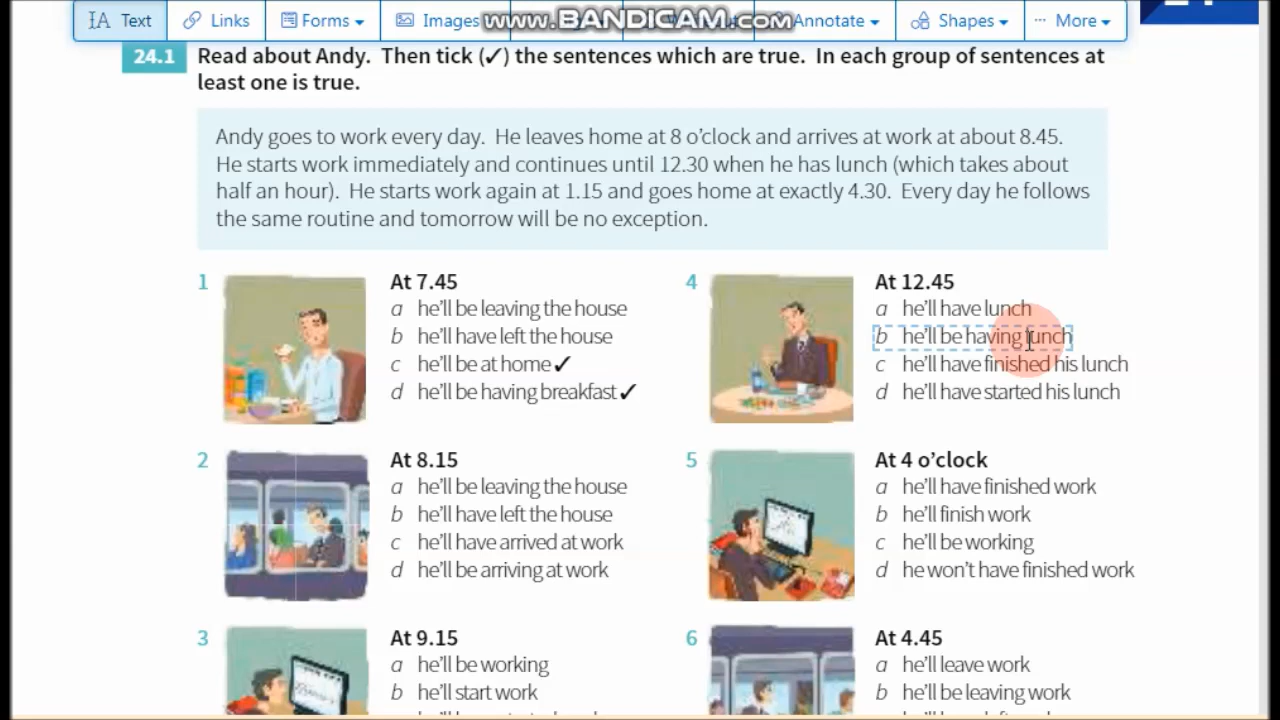 Text Links Forms Images Annotate Shapes More
www.BANDICAM.com
24.1 Read about Andy. Then tick (✓) the sentences which are true. In each group of sentences at
least one is true.
Andy goes to work every day. He leaves home at 8 o’clock and arrives at work at about 8.45.
He starts work immediately and continues until 12.30 when he has lunch (which takes about
half an hour). He starts work again at 1.15 and goes home at exactly 4.30. Every day he follows
the same routine and tomorrow will be no exception.
1 At 7.45
a he’ll be leaving the house
b he’ll have left the house
c he’ll be at home ✓
d he’ll be having breakfast ✓
2 At 8.15
a he’ll be leaving the house
b he’ll have left the house
c he’ll have arrived at work
d he’ll be arriving at work
3 At 9.15
a he’ll be working
b he’ll start work
4 At 12.45
a he’ll have lunch
b he’ll be having lunch
c he’ll have finished his lunch
d he’ll have started his lunch
5 At 4 o’clock
a he’ll have finished work
b he’ll finish work
c he’ll be working
d he won’t have finished work
6 At 4.45
a he’ll leave work
b he’ll be leaving work